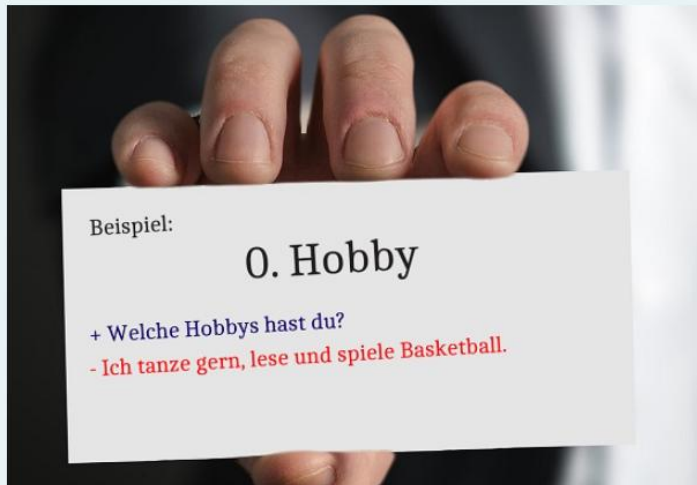 Beispiel:
0. Hobby
+ Welche Hobbys hast du?
- Ich tanze gern, lese und spiele Basketball.